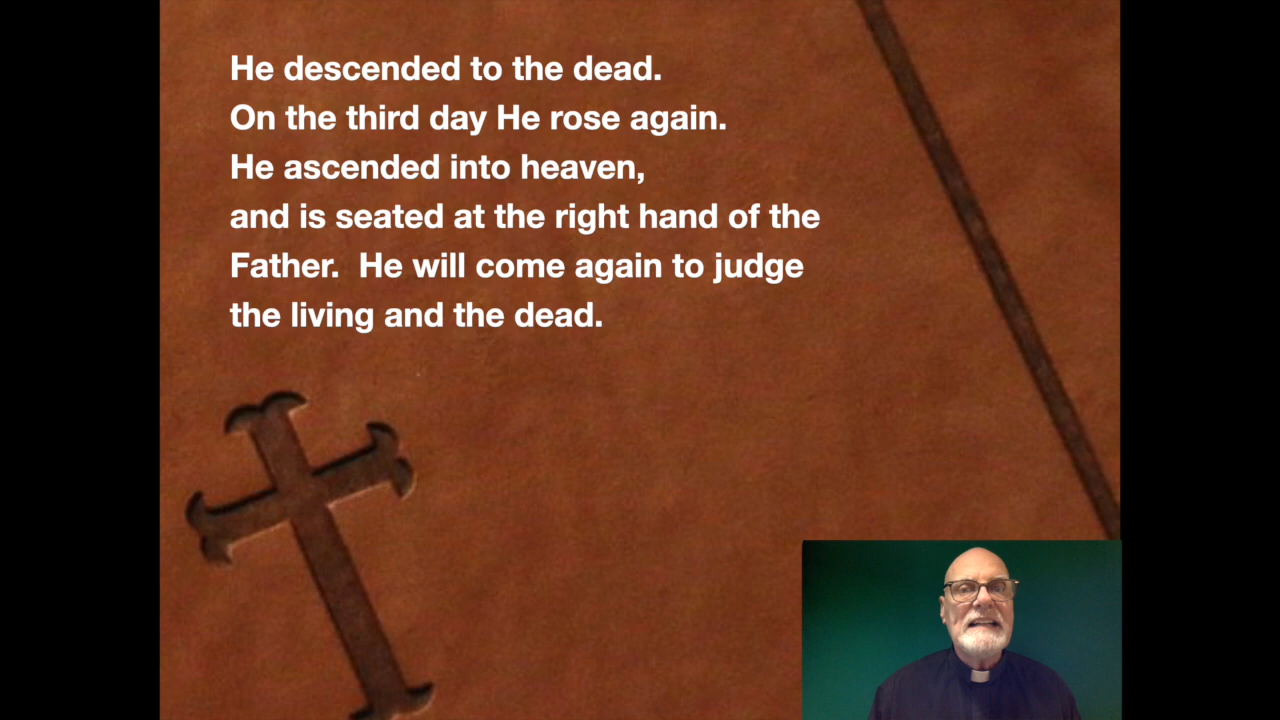 He descended to the dead.
On the third day He rose again.
He ascended into heaven,
and is seated at the right hand of the
Father.  He will come again to judge
the living and the dead.